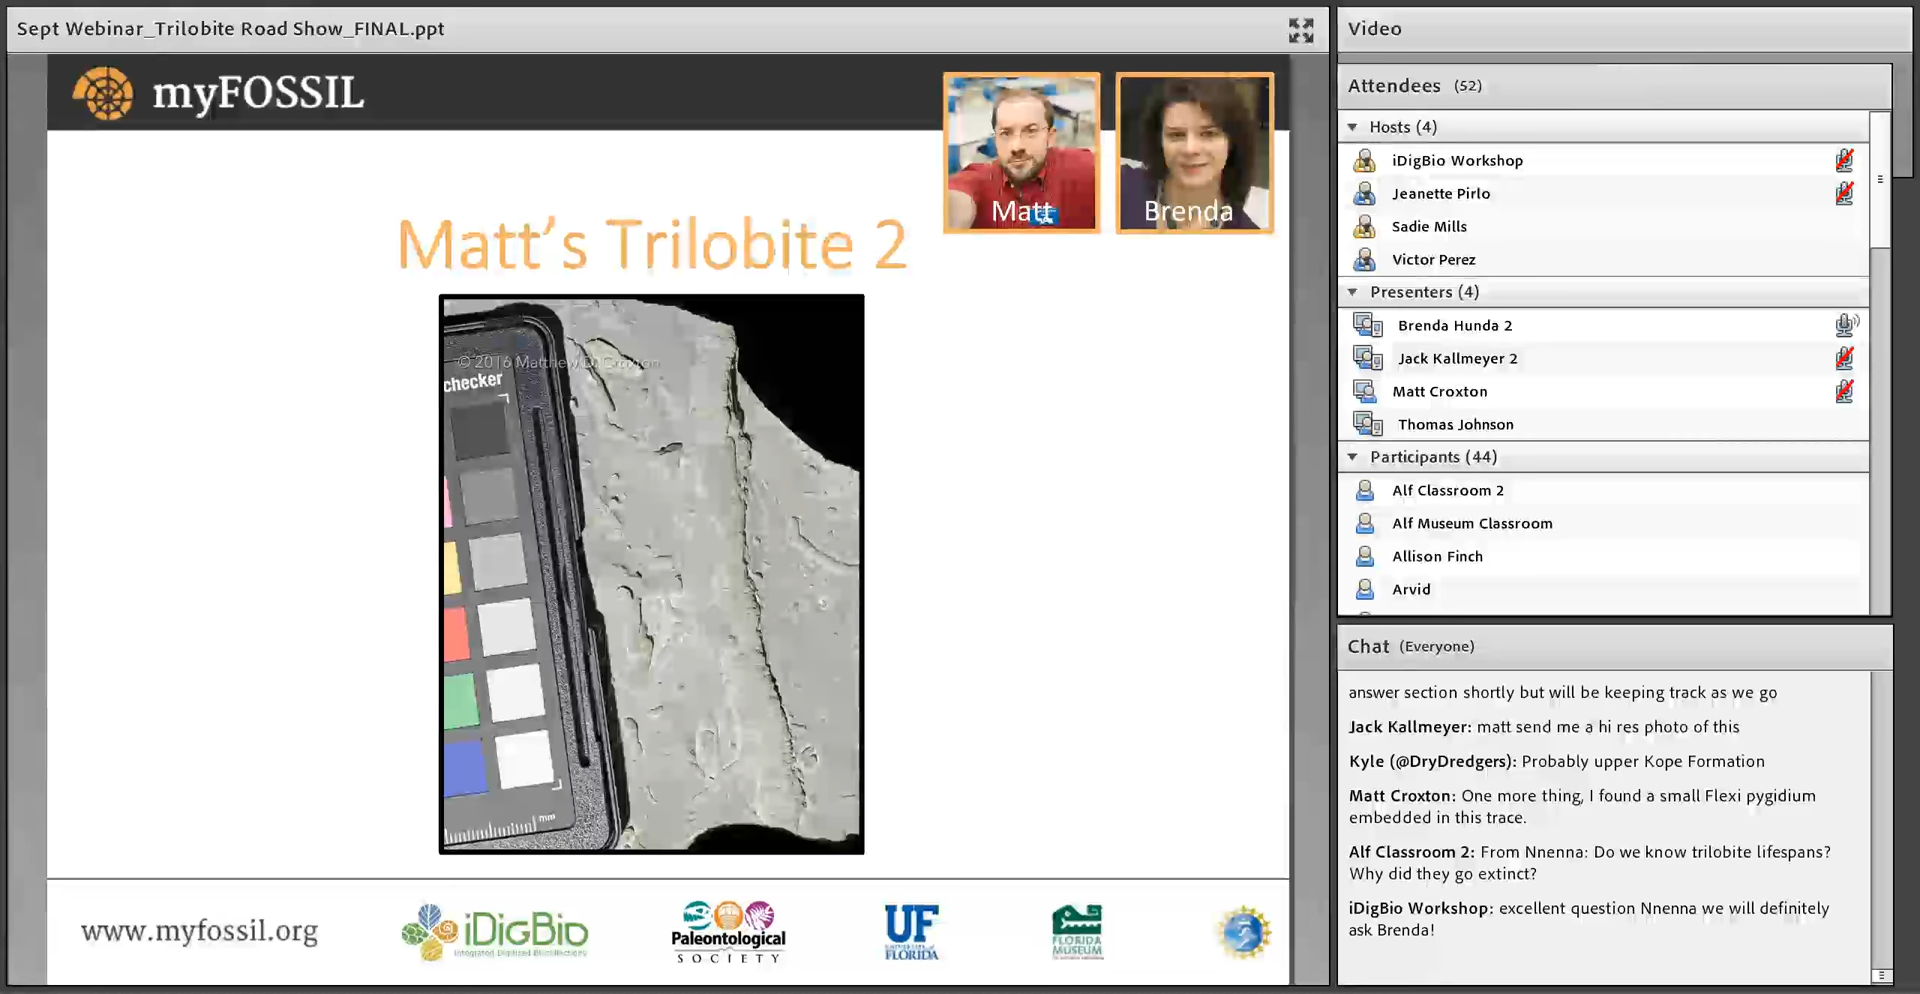 Sept Webinar_Trilobite Road Show_FINAL.ppt
myFOSSIL
Matt
Brenda
Matt's Trilobite 2
© 2016 Matthew D. Croxton
checker
mm
www.myfossil.org
iDigBio
Integrated Digitized Biocollections
Paleontological
SOCIETY
UF
UNIVERSITY of
FLORIDA
FLORIDA
MUSEUM
Video
Attendees (52)
Hosts (4)
iDigBio Workshop
Jeanette Pirlo
Sadie Mills
Victor Perez
Presenters (4)
Brenda Hunda 2
Jack Kallmeyer 2
Matt Croxton
Thomas Johnson
Participants (44)
Alf Classroom 2
Alf Museum Classroom
Allison Finch
Arvid
Chat (Everyone)
answer section shortly but will be keeping track as we go
Jack Kallmeyer: matt send me a hi res photo of this
Kyle (@DryDredgers): Probably upper Kope Formation
Matt Croxton: One more thing, I found a small Flexi pygidium
embedded in this trace.
Alf Classroom 2: From Nnenna: Do we know trilobite lifespans?
Why did they go extinct?
iDigBio Workshop: excellent question Nnenna we will definitely
ask Brenda!